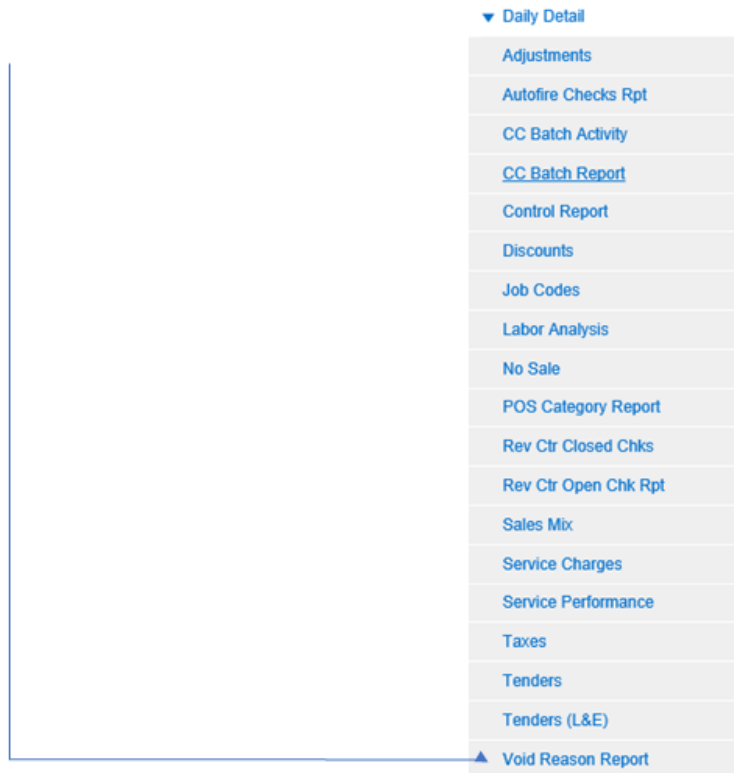 Daily Detail
Adjustments
Autofire Checks Rpt
CC Batch Activity
CC Batch Report
Control Report
Discounts
Job Codes
Labor Analysis
No Sale
POS Category Report
Rev Ctr Closed Chks
Rev Ctr Open Chk Rpt
Sales Mix
Service Charges
Service Performance
Taxes
Tenders
Tenders (L&E)
Void Reason Report